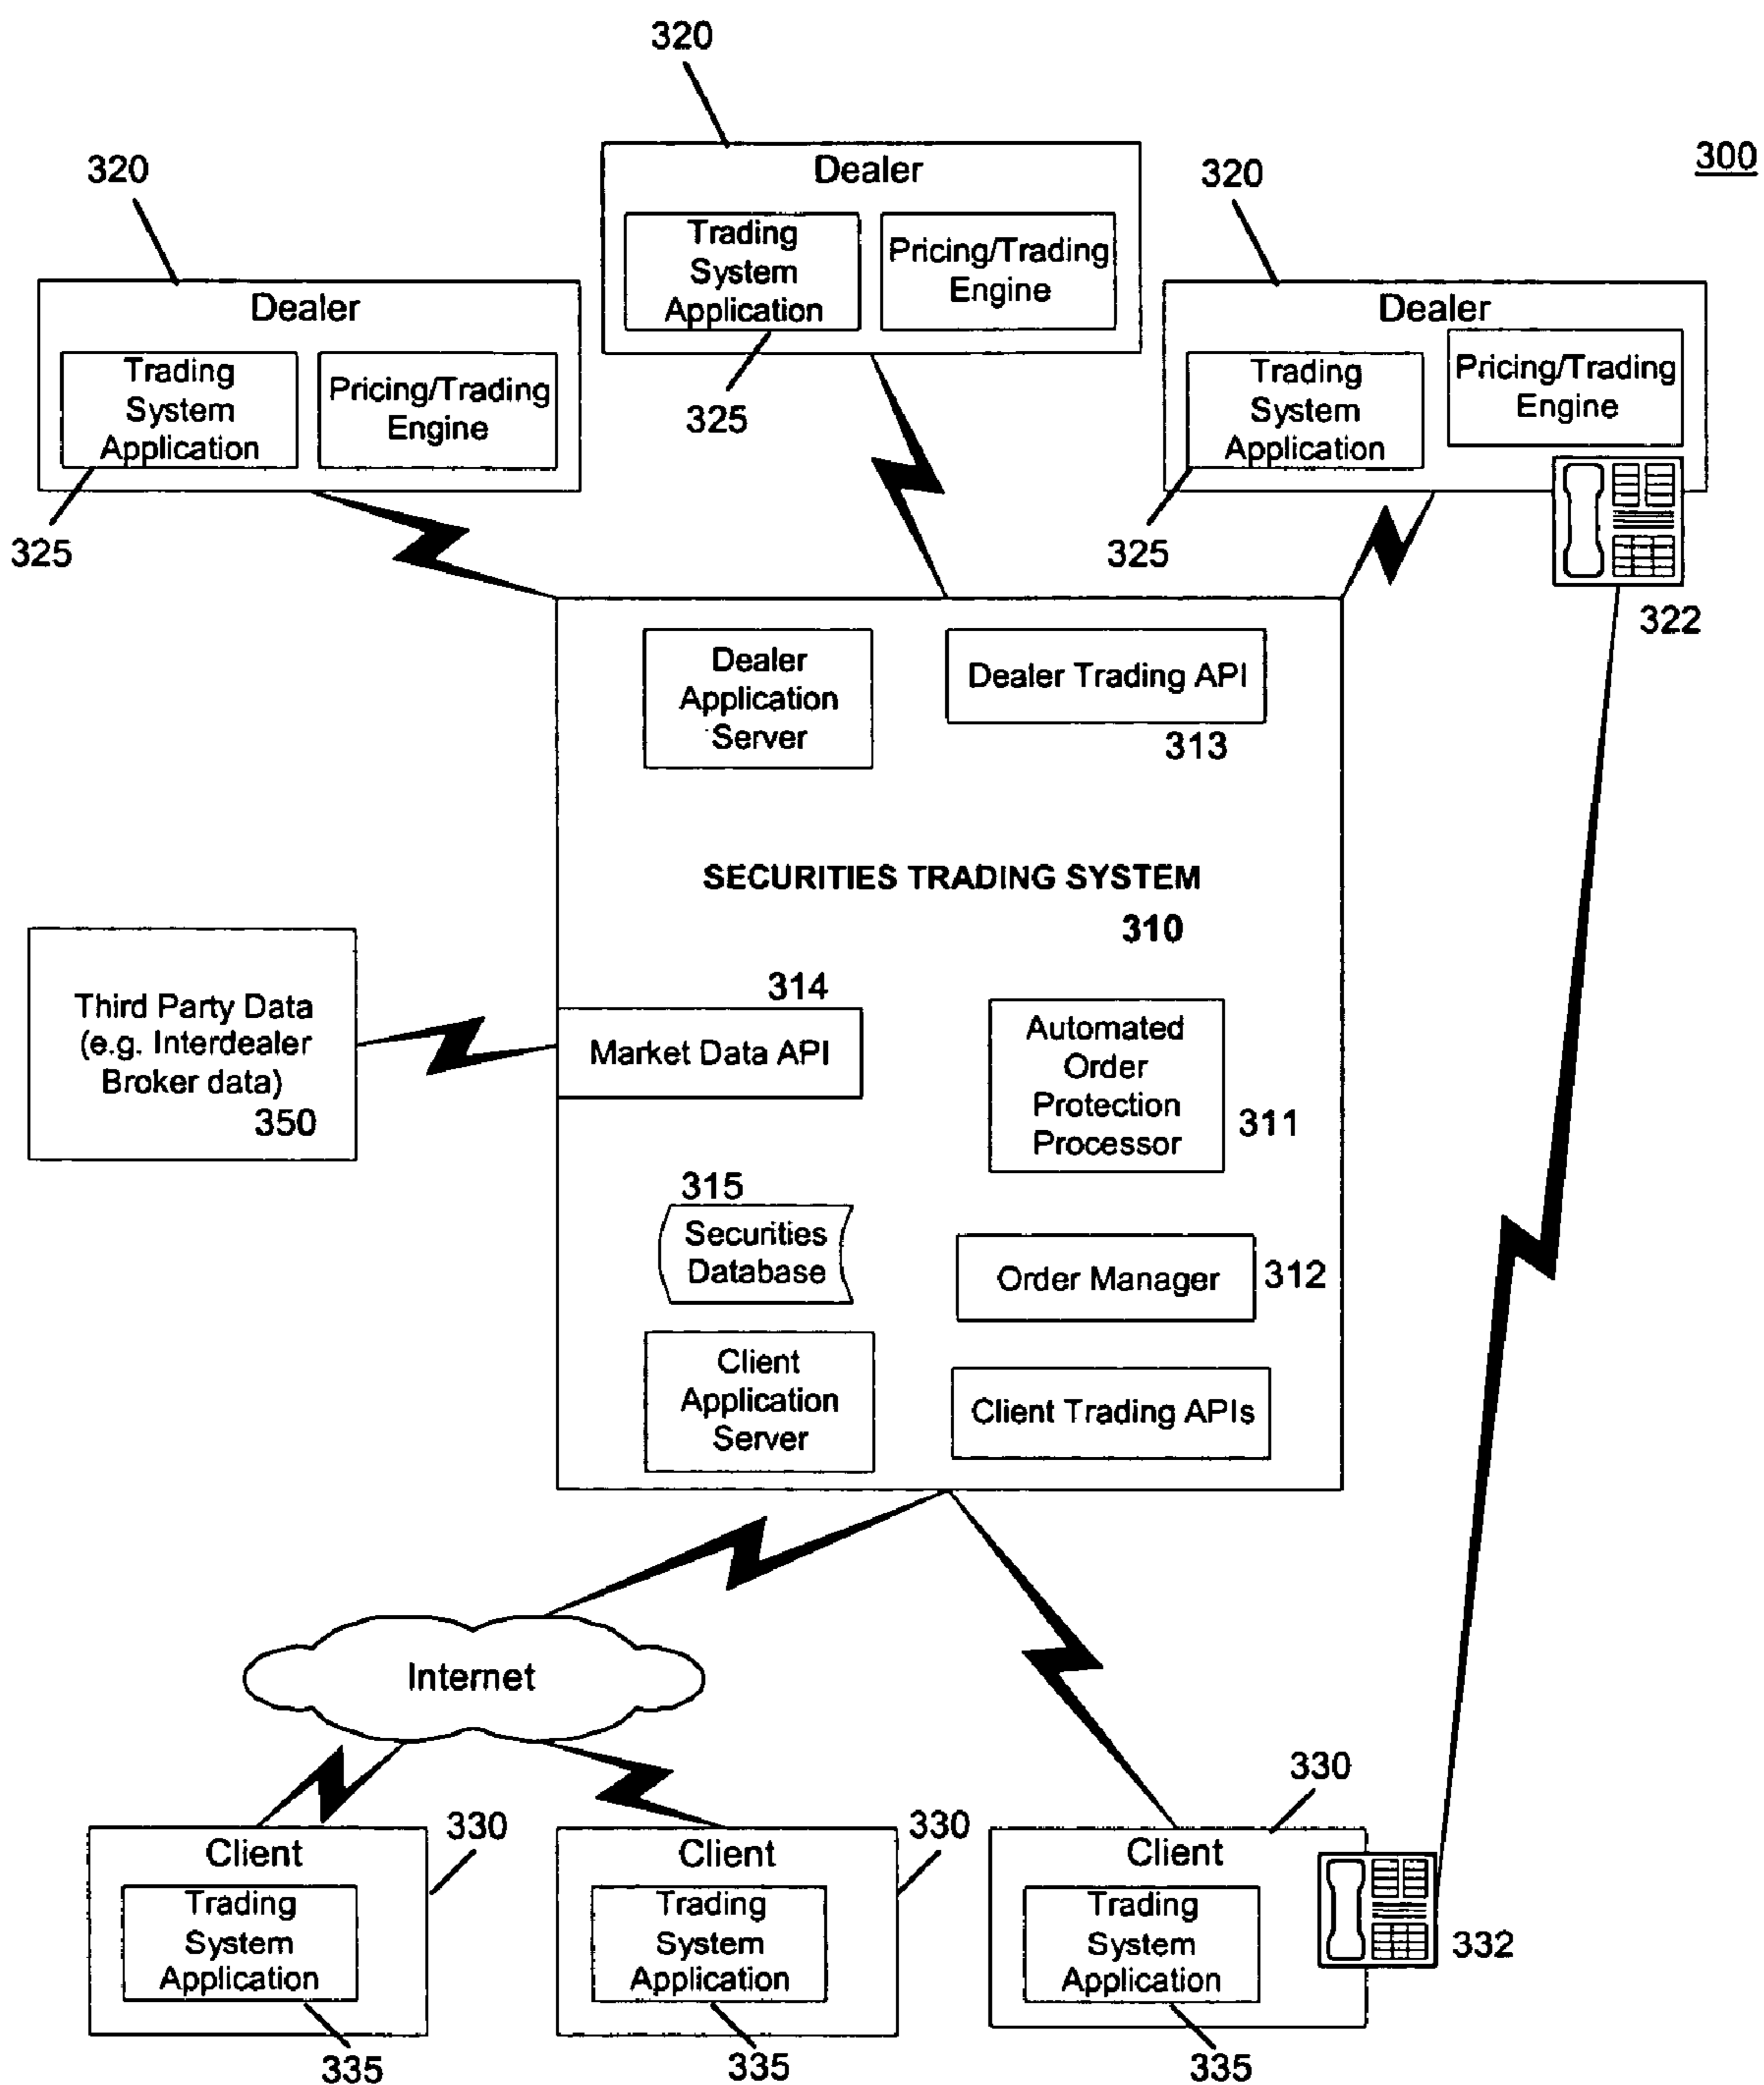 320
300
320
Dealer
320
Trading
System
Application
Pricing/Trading
Engine
325
Dealer
Trading
System
Application
Pricing/Trading
Engine
325
Dealer
Trading
System
Application
Pricing/Trading
Engine
325
322
Dealer
Application
Server
Dealer Trading API
313
SECURITIES TRADING SYSTEM
310
Third Party Data
(e.g. Interdealer
Broker data)
350
314
Market Data API
Automated
Order
Protection
Processor
311
315
Securities
Database
Order Manager
312
Client
Application
Server
Client Trading APIs
Internet
330
Client
Trading
System
Application
335
330
Client
Trading
System
Application
335
330
Client
Trading
System
Application
335
332